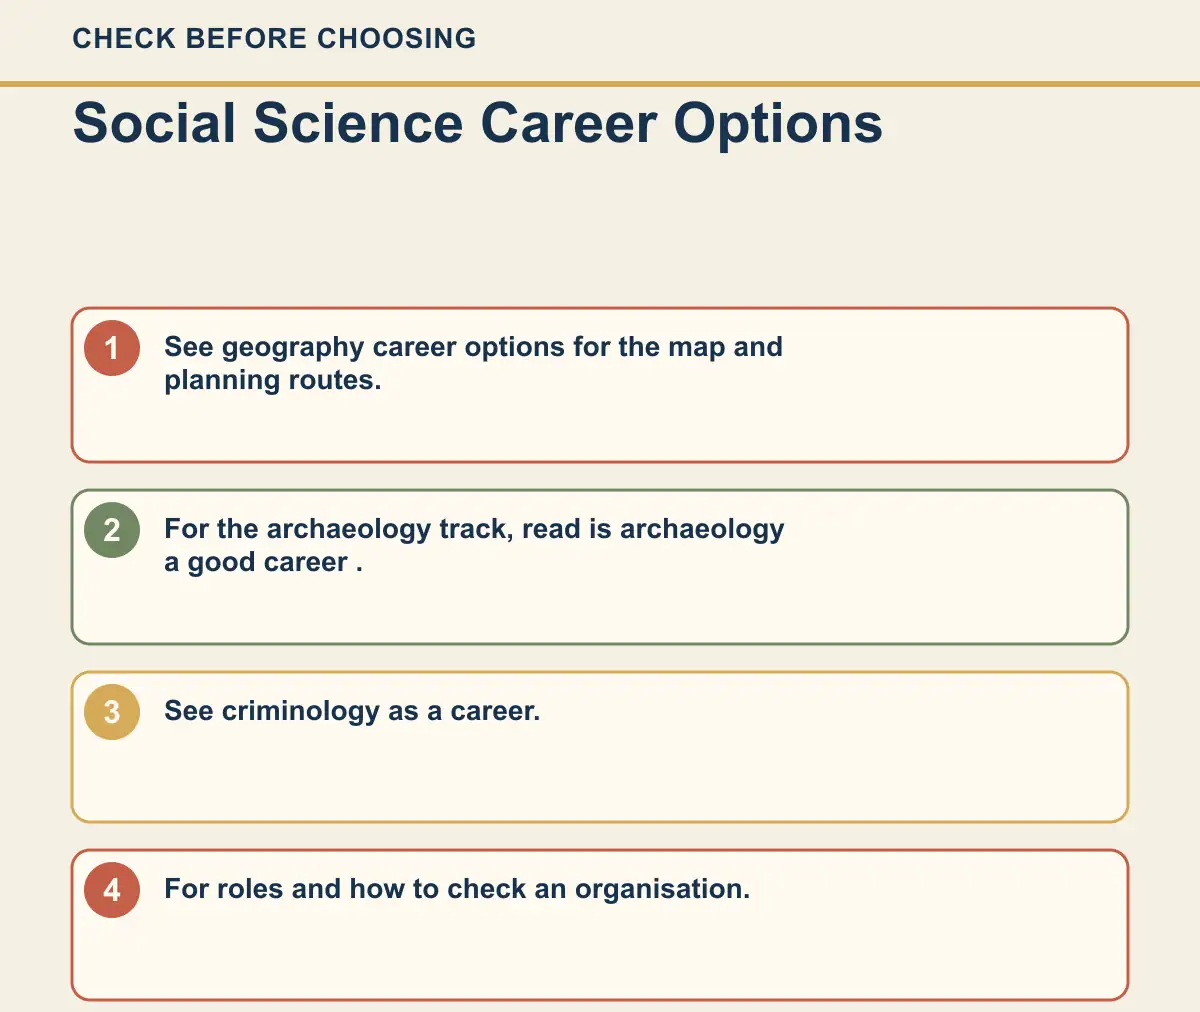 CHECK BEFORE CHOOSING
Social Science Career Options
1
See geography career options for the map and
planning routes.
2
For the archaeology track, read is archaeology
a good career .
3
See criminology as a career.
4
For roles and how to check an organisation.